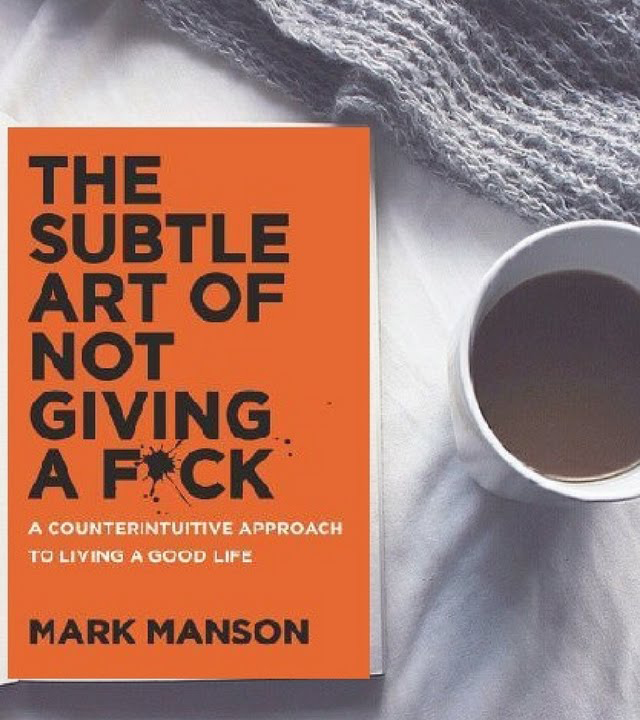 THE
SUBTLE
ART OF
NOT
GIVING
A F*CK
A COUNTERINTUITIVE APPROACH
TO LIVING A GOOD LIFE
MARK MANSON